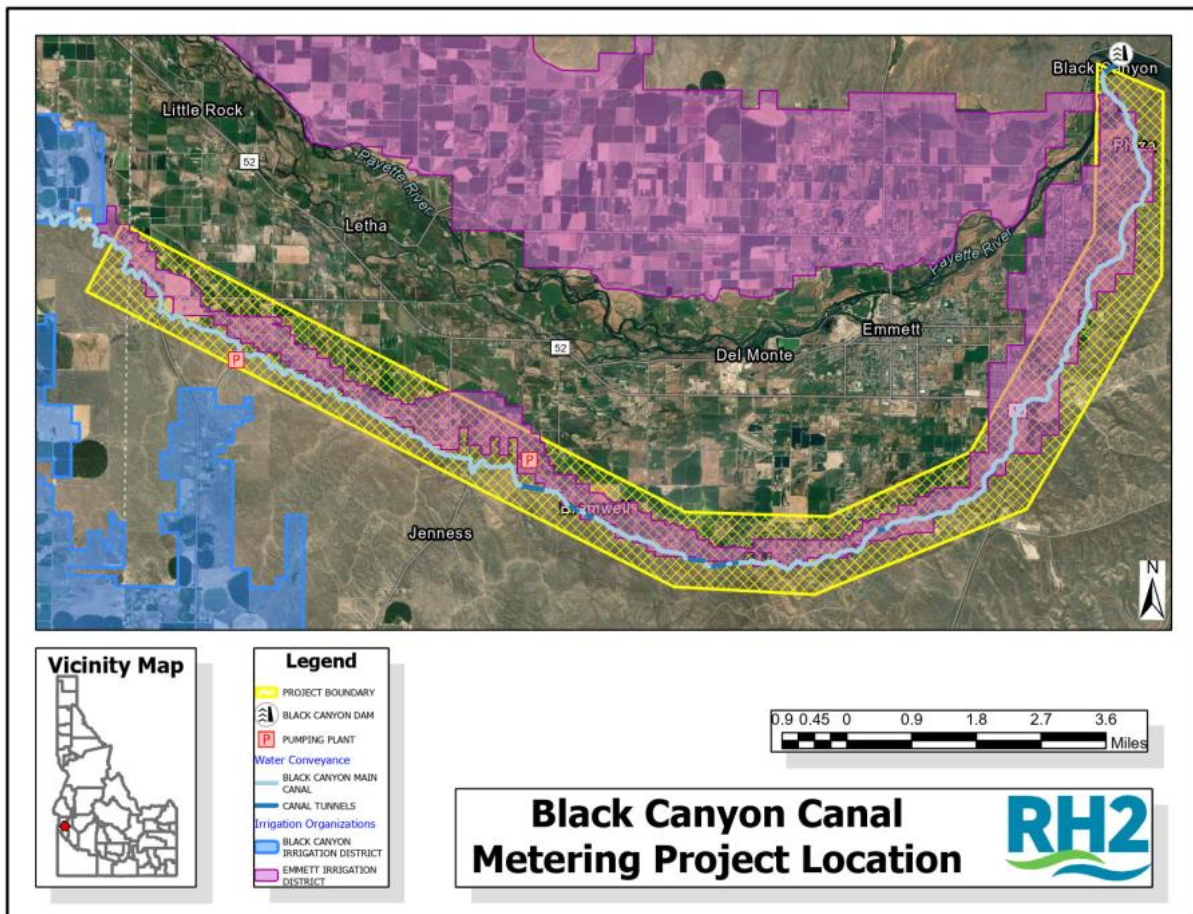 Black Canyon
Little Rock
Plaza
52
Payette River
Letha
Payette River
Emmett
52
Del Monte
P
P
Bramwell
Jenness
N
Vicinity Map
Legend
PROJECT BOUNDARY
BLACK CANYON DAM
P
PUMPING PLANT
Water Conveyance
BLACK CANYON MAIN
CANAL
CANAL TUNNELS
Irrigation Organizations
BLACK CANYON
IRRIGATION DISTRICT
EMMETT IRRIGATION
DISTRICT
0.9 0.45 0 0.9 1.8 2.7 3.6
Miles
Black Canyon Canal
Metering Project Location
RH2